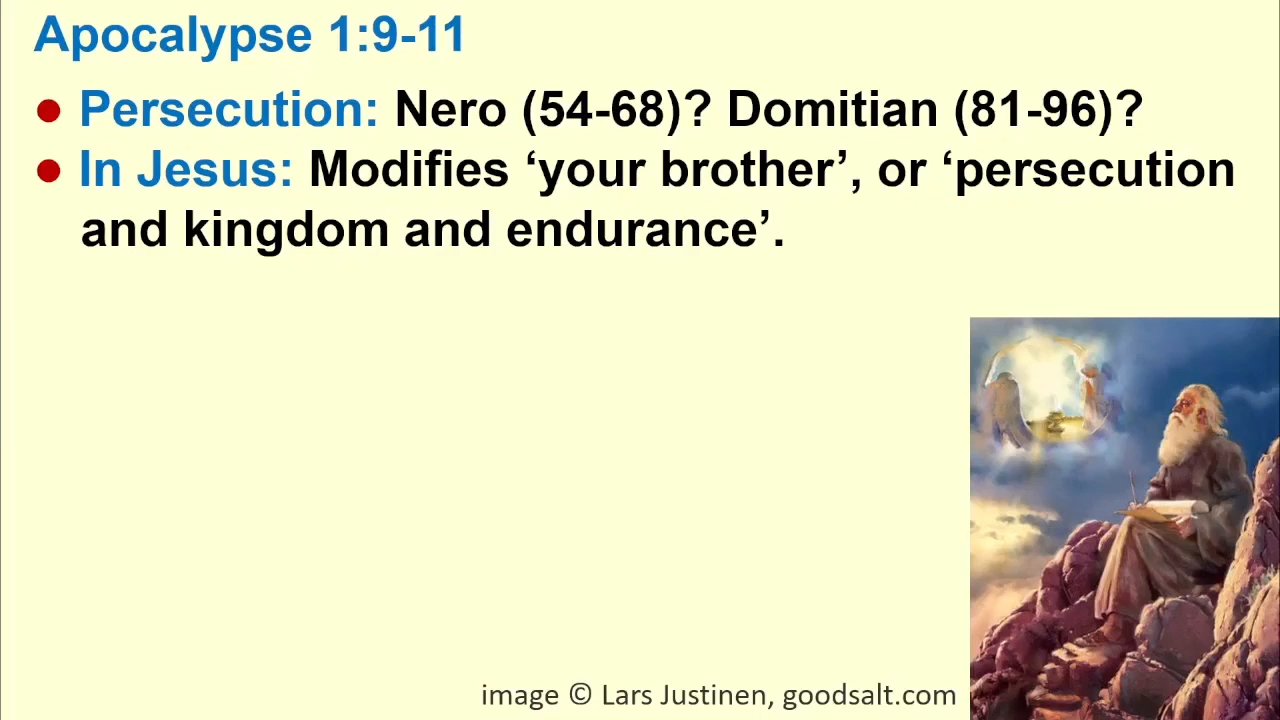 Apocalypse 1:9-11
● Persecution: Nero (54-68)? Domitian (81-96)?
● In Jesus: Modifies ‘your brother’, or ‘persecution
and kingdom and endurance’.
image © Lars Justinen, goodsalt.com